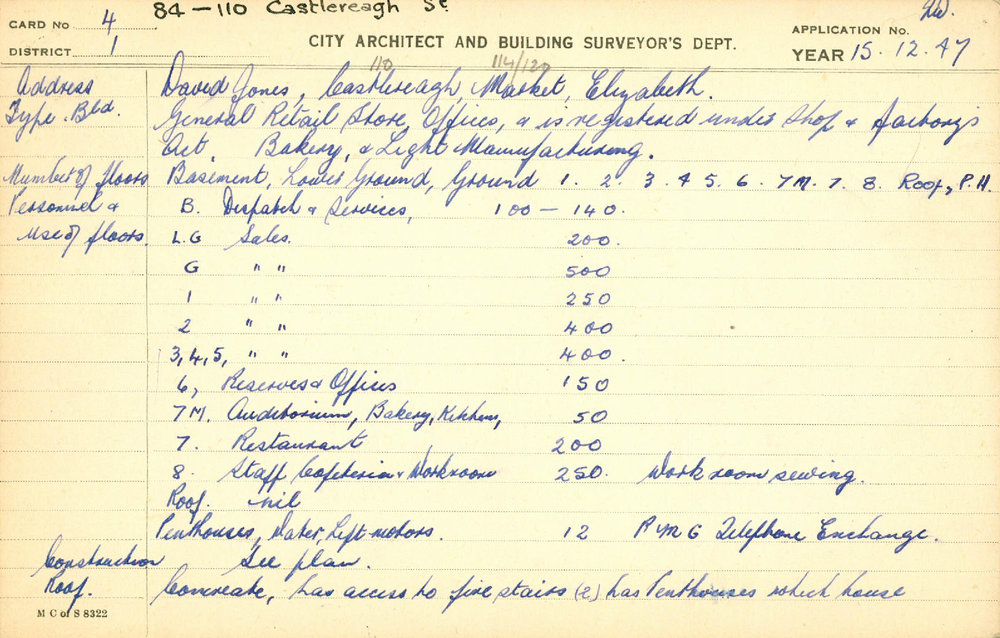 84-110 Castlereagh St
CARD No 4
DISTRICT 1
CITY ARCHITECT AND BUILDING SURVEYOR'S DEPT.
APPLICATION No.
YEAR 15.12.47
110 114/120
Address David Jones, Castlereagh, Market, Elizabeth.
Type. Bld. General Retail Store, Offices, & is registered under Shop & Factory's
Act, Bakery, & Light Manufacturing.
Number of floors Basement, Lower Ground, Ground 1. 2. 3. 4 5. 6. 7M. 7. 8. Roof, P.H.
Personnel & B. Dispatch & Services, 100 - 140.
Use of floors. L.G Sales. 200.
G " " 500
1 " " 250
2 " " 400
3,4,5, " " 400.
6, Reserves & Offices 150
7M. Auditorium, Bakery, Kitchens, 50
7. Restaurant 200
8. Staff Cafeteria & Workroom 250. Work room sewing.
Roof. nil
Penthouses, Water, Lift-motors. 12 P M G Telephone Exchange.
Construction See plan.
Roof. Concreate, has access to fire stairs (2) has Penthouses which house
M C of S 8322